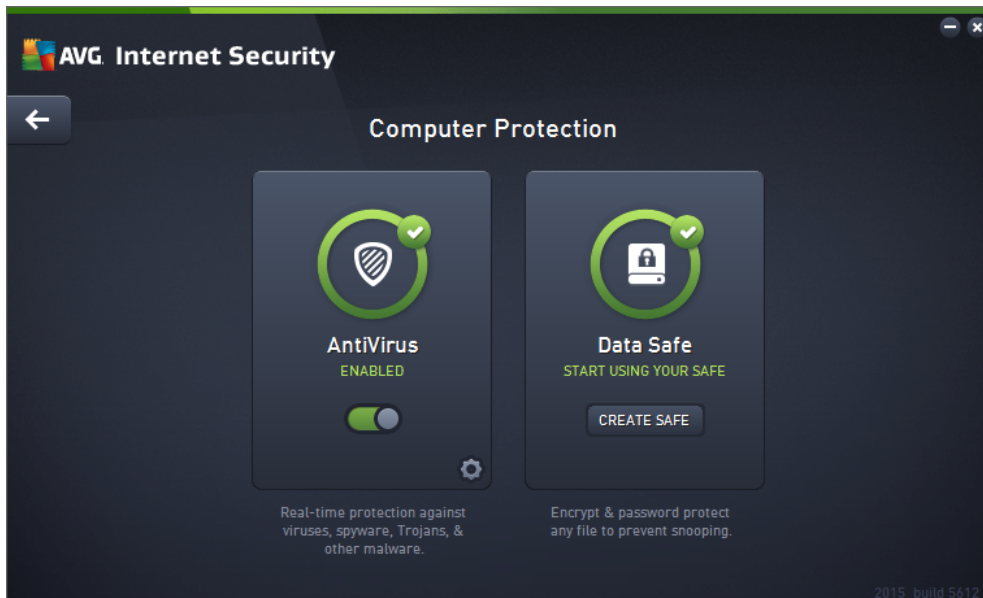 AVG Internet Security
Computer Protection
AntiVirus
ENABLED
Real-time protection against
viruses, spyware, Trojans, &
other malware.
Data Safe
START USING YOUR SAFE
CREATE SAFE
Encrypt & password protect
any file to prevent snooping.
2015 build 5612